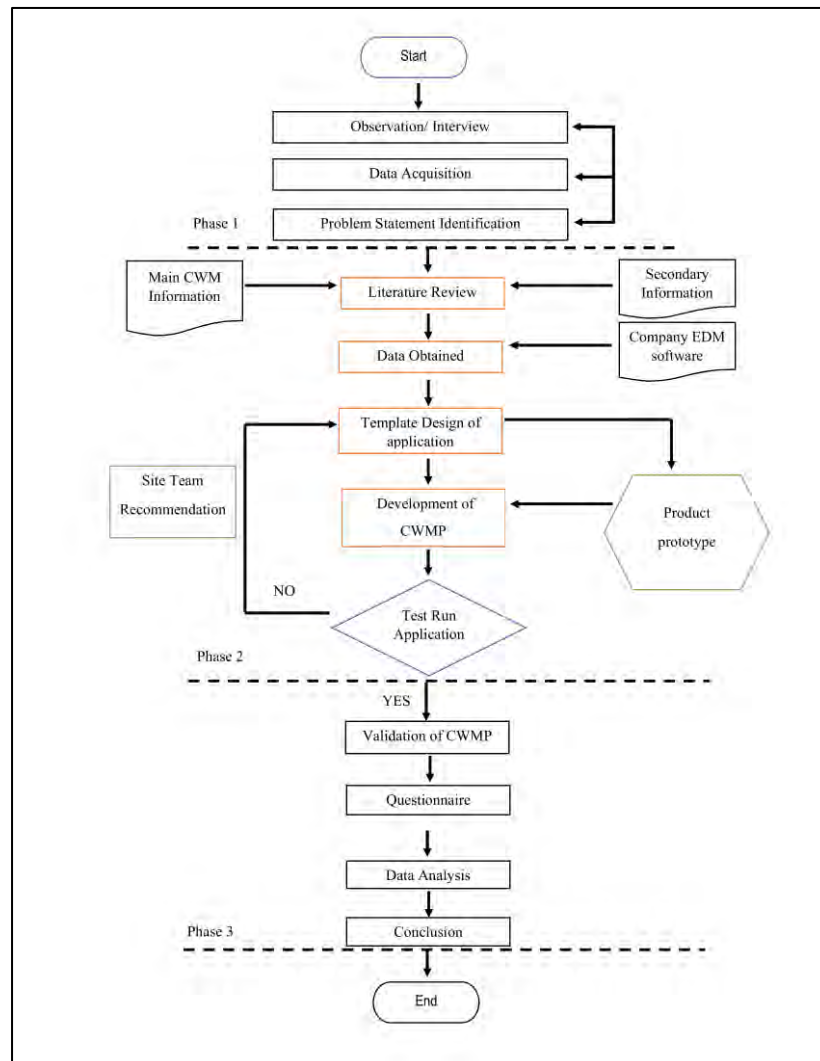 Start
Observation/ Interview
Data Acquisition
Phase 1
Problem Statement Identification
Main CWM
Information
Literature Review
Secondary
Information
Data Obtained
Company EDM
software
Template Design of
application
Site Team
Recommendation
Development of
CWMP
Product
prototype
NO
Test Run
Application
Phase 2
YES
Validation of CWMP
Questionnaire
Data Analysis
Phase 3
Conclusion
End